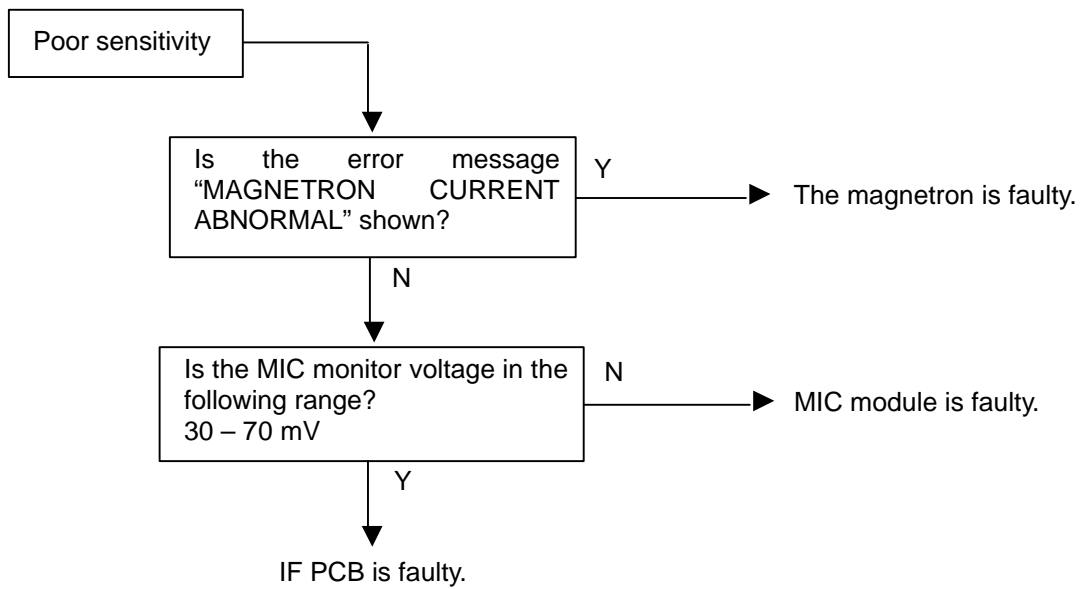 Poor sensitivity
Is the error message
“MAGNETRON CURRENT
ABNORMAL” shown?
Y
The magnetron is faulty.
N
Is the MIC monitor voltage in the
following range?
30 – 70 mV
N
MIC module is faulty.
Y
IF PCB is faulty.